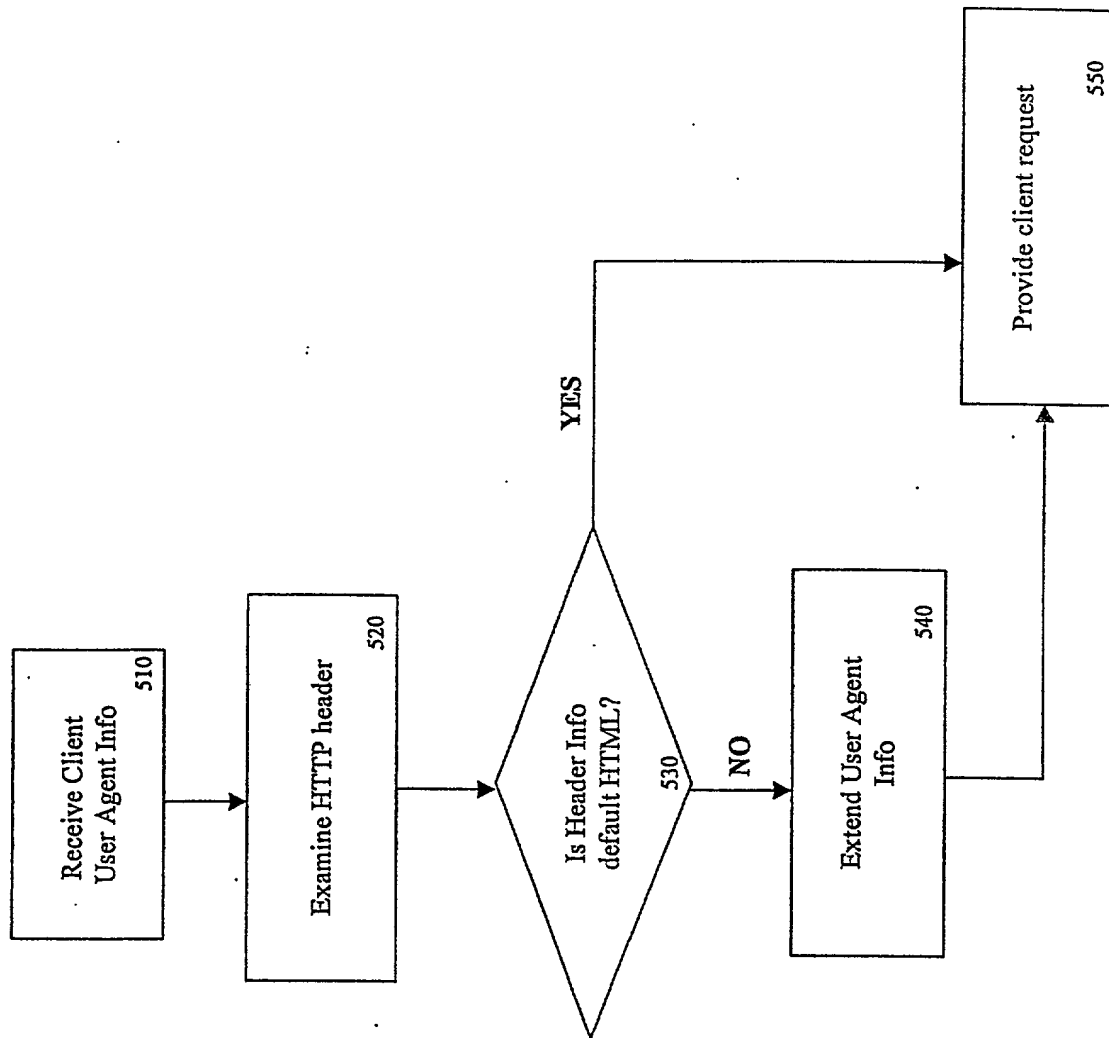 Receive Client
User Agent Info
510
Examine HTTP header
520
Is Header Info
default HTML?
530
YES
NO
Extend User Agent
Info
540
Provide client request
550